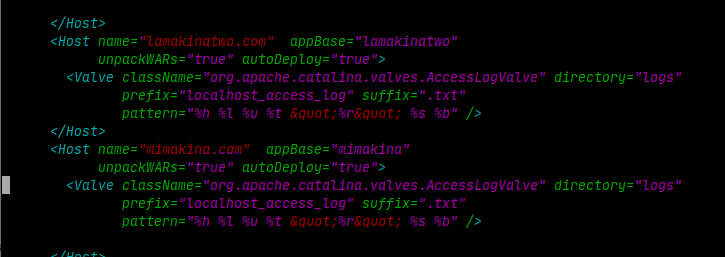 </Host>
<Host name="lamakinatwo.com"  appBase="lamakinatwo"
unpackWARs="true" autoDeploy="true">
<Valve className="org.apache.catalina.valves.AccessLogValve" directory="logs"
prefix="localhost_access_log" suffix=".txt"
pattern="%h %l %u %t &quot;%r&quot; %s %b" />
</Host>
<Host name="mimakina.com"  appBase="mimakina"
unpackWARs="true" autoDeploy="true">
<Valve className="org.apache.catalina.valves.AccessLogValve" directory="logs"
prefix="localhost_access_log" suffix=".txt"
pattern="%h %l %u %t &quot;%r&quot; %s %b" />
</Host>